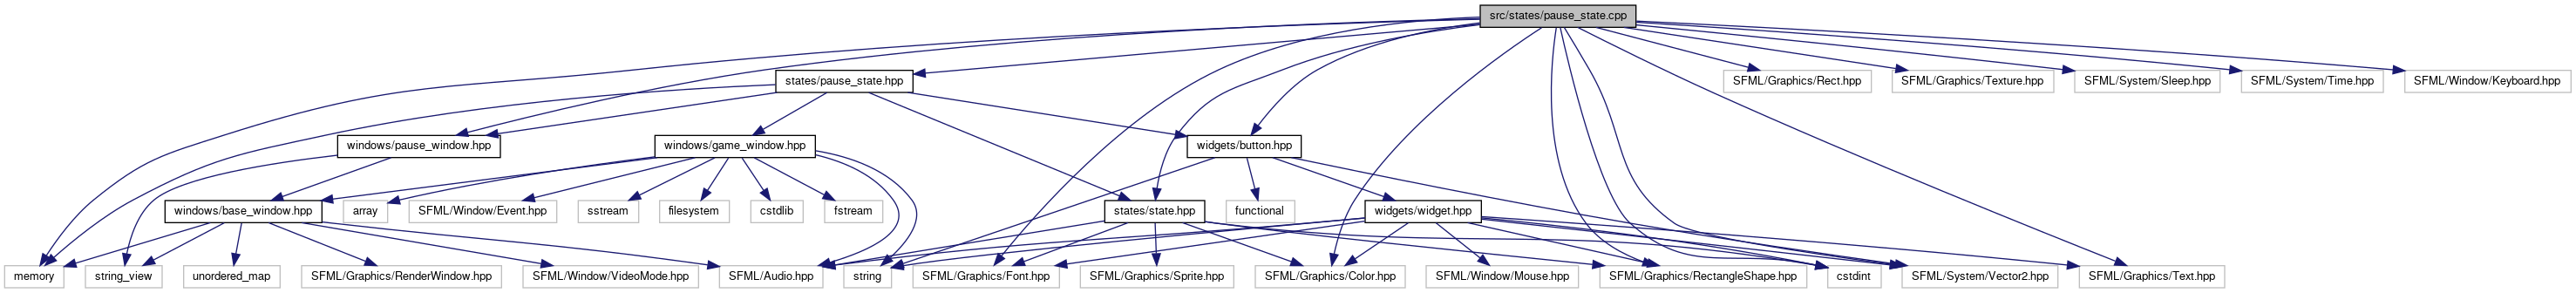 src/states/pause_state.cpp
states/pause_state.hpp
SFML/Graphics/Rect.hpp
SFML/Graphics/Texture.hpp
SFML/System/Sleep.hpp
SFML/System/Time.hpp
SFML/Window/Keyboard.hpp
windows/pause_window.hpp
windows/game_window.hpp
widgets/button.hpp
windows/base_window.hpp
array
SFML/Window/Event.hpp
sstream
filesystem
cstdlib
fstream
states/state.hpp
functional
widgets/widget.hpp
memory
string_view
unordered_map
SFML/Graphics/RenderWindow.hpp
SFML/Window/VideoMode.hpp
SFML/Audio.hpp
string
SFML/Graphics/Font.hpp
SFML/Graphics/Sprite.hpp
SFML/Graphics/Color.hpp
SFML/Window/Mouse.hpp
SFML/Graphics/RectangleShape.hpp
cstdint
SFML/System/Vector2.hpp
SFML/Graphics/Text.hpp